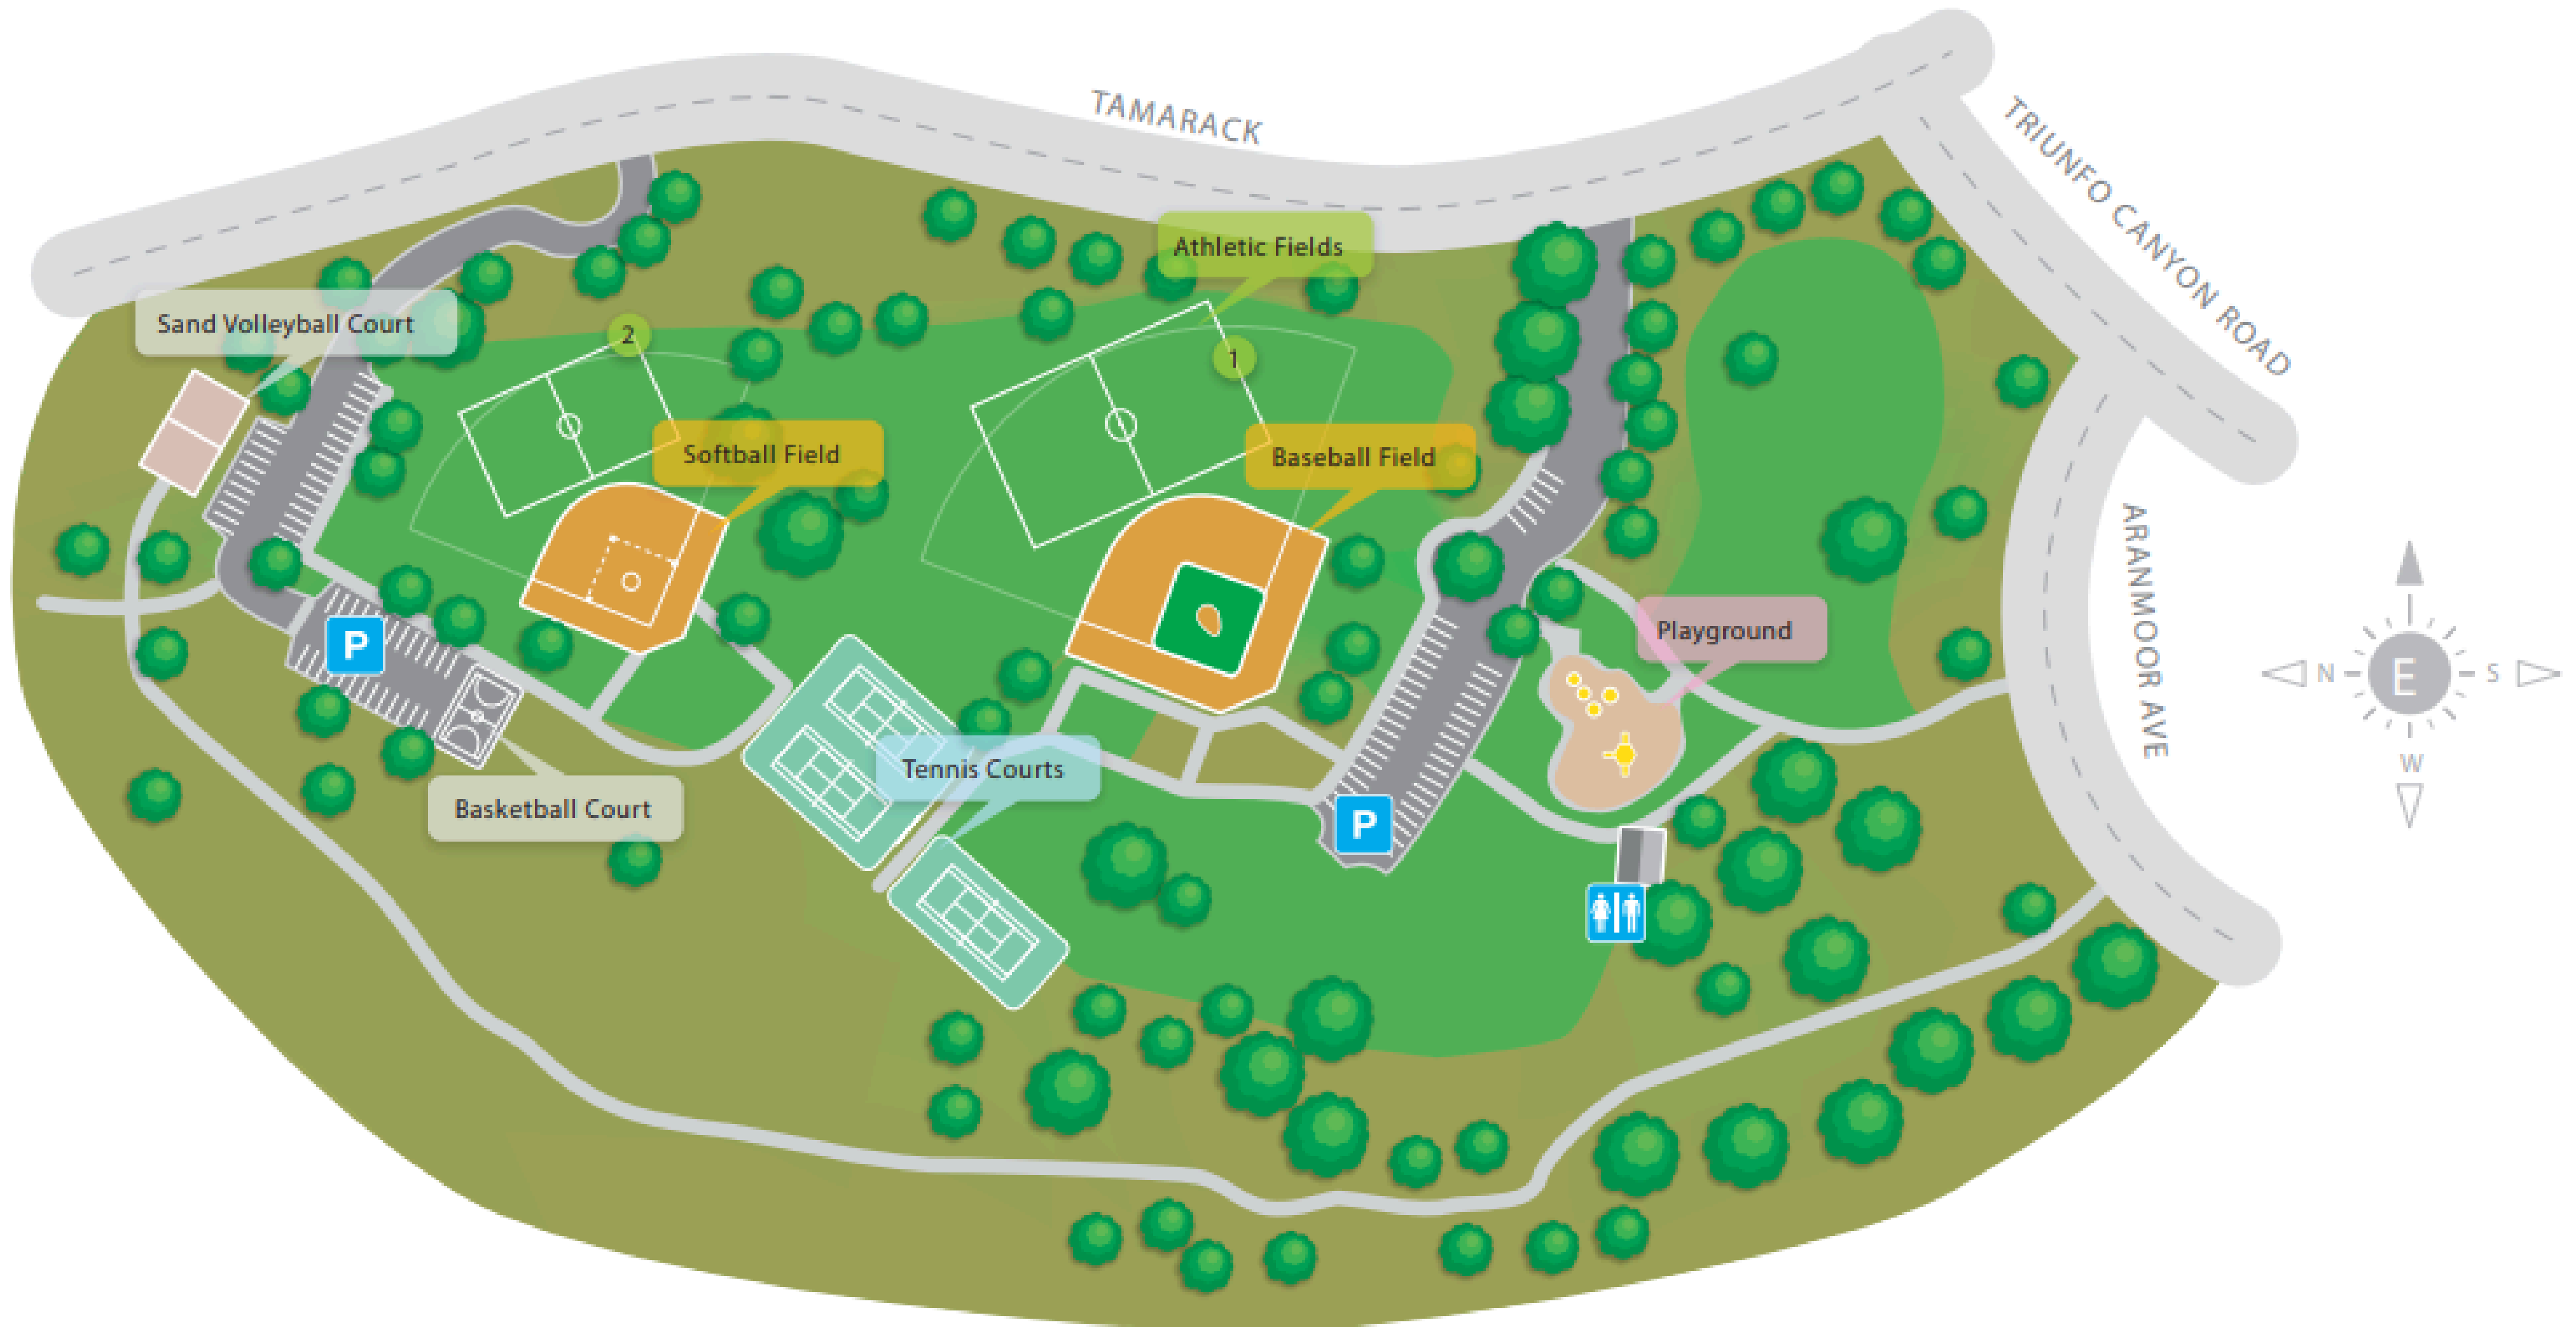 TAMARACK
TRIUNFO CANYON ROAD
Athletic Fields
Sand Volleyball Court
2
1
Softball Field
Baseball Field
ARANMOOR AVE
Playground
P
N
E
S
W
Tennis Courts
Basketball Court
P